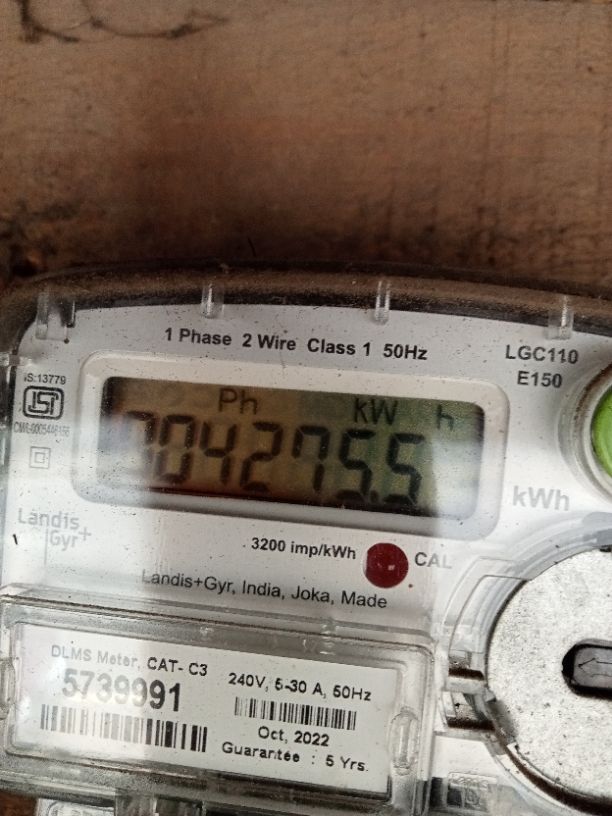 1 Phase 2 Wire Class 1 50Hz
LGC110
E150
IS:13779
ISI
Ph kW h
304275.5
kWh
Landis+
Gyr
3200 imp/kWh
CAL
Landis+Gyr, India, Joka, Made
DLMS Meter, CAT- C3
5739991
240V, 5-30 A, 50Hz
Oct, 2022
Guarantee : 5 Yrs.